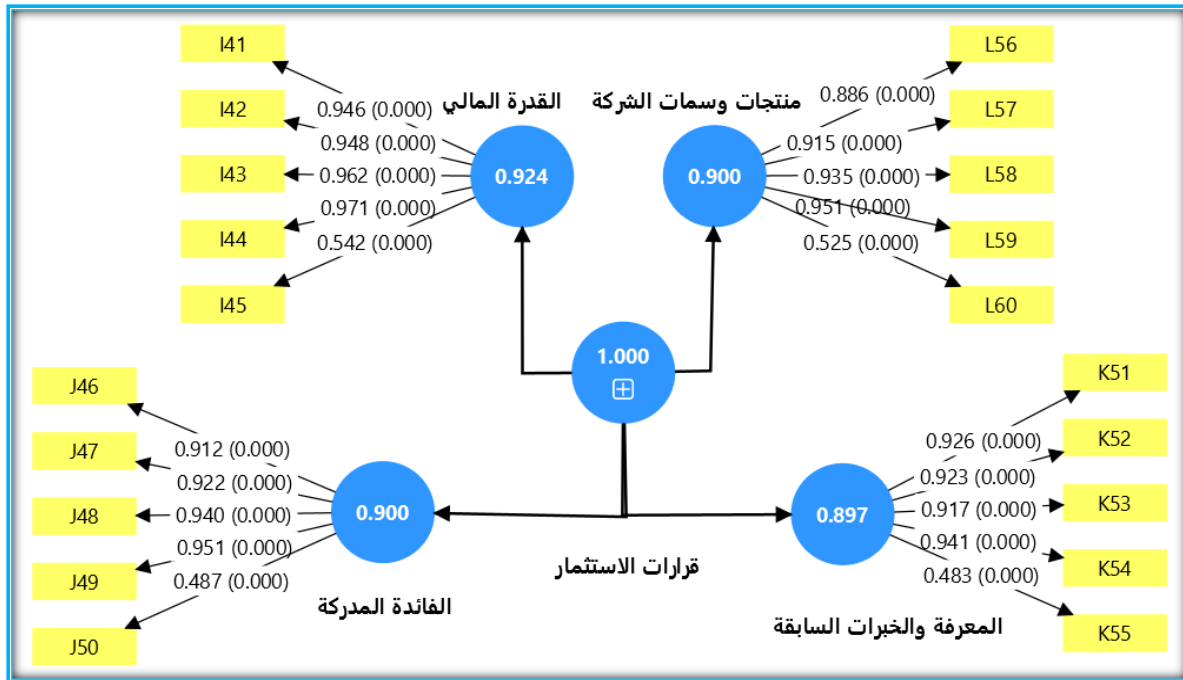 I41
I42
I43
I44
I45
0.946 (0.000)
0.948 (0.000)
0.962 (0.000)
0.971 (0.000)
0.542 (0.000)
القدرة المالي
0.924
منتجات وسمات الشركة
0.900
0.886 (0.000)
0.915 (0.000)
0.935 (0.000)
0.951 (0.000)
0.525 (0.000)
L56
L57
L58
L59
L60
1.000
قرارات الاستثمار
J46
J47
J48
J49
J50
0.912 (0.000)
0.922 (0.000)
0.940 (0.000)
0.951 (0.000)
0.487 (0.000)
0.900
الفائدة المدركة
0.897
المعرفة والخبرات السابقة
0.926 (0.000)
0.923 (0.000)
0.917 (0.000)
0.941 (0.000)
0.483 (0.000)
K51
K52
K53
K54
K55